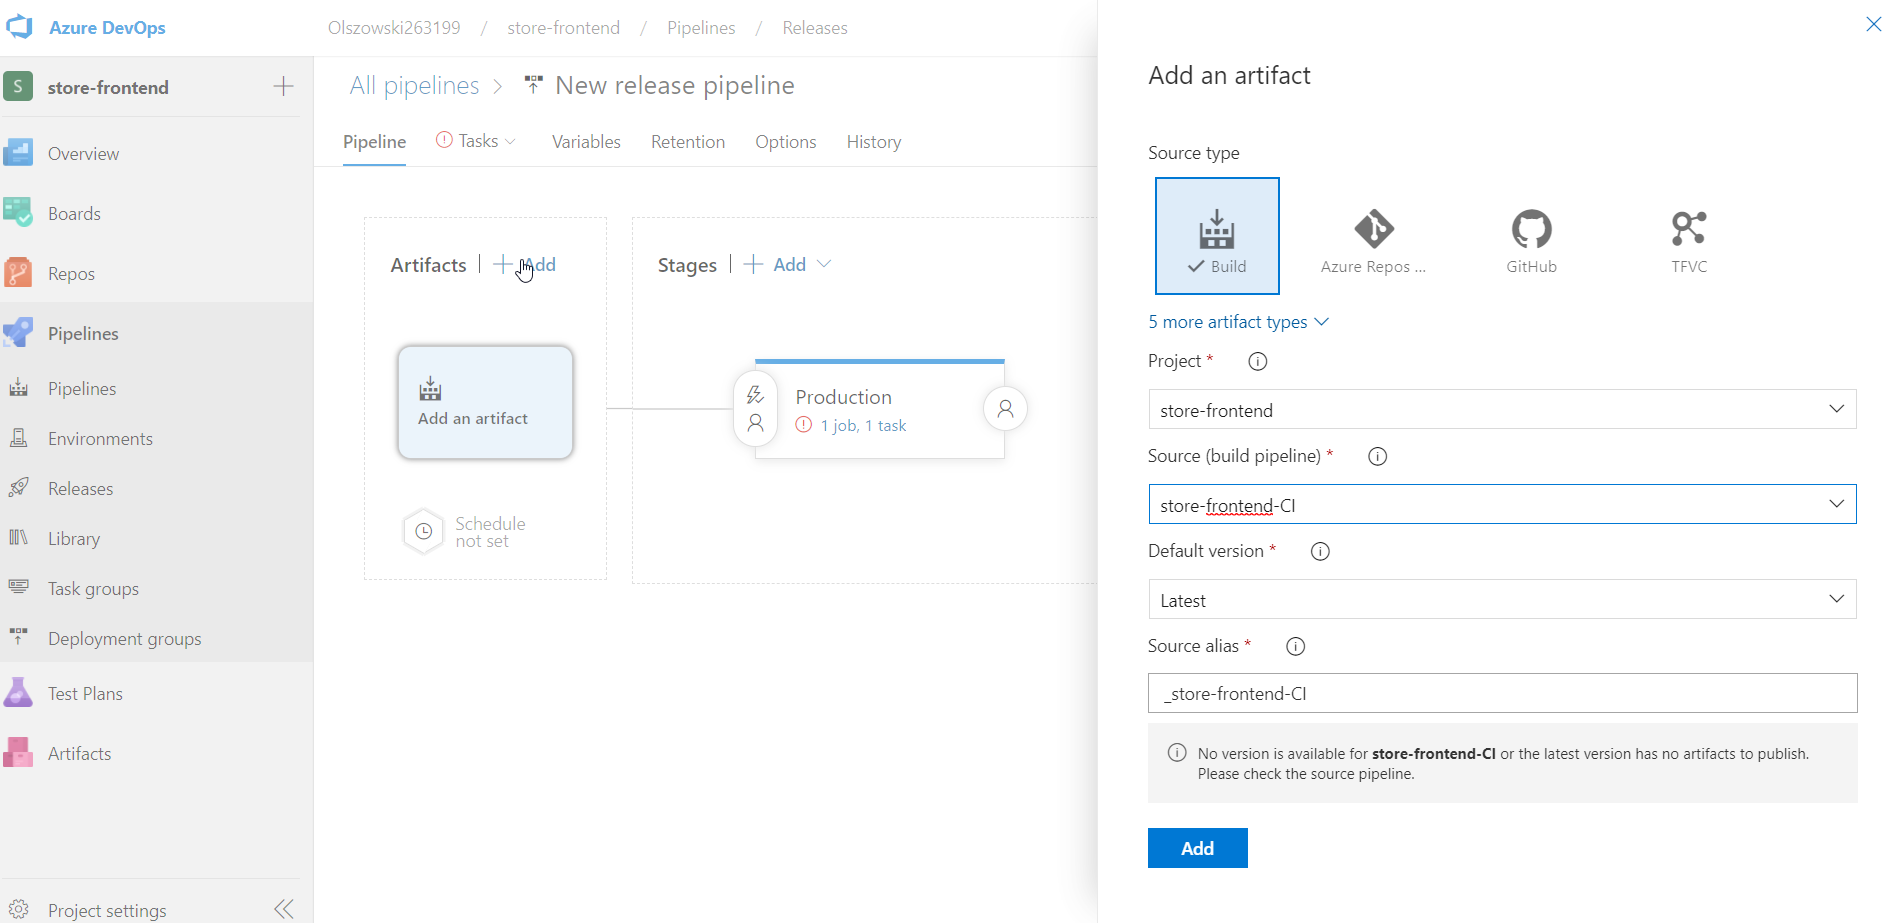 Azure DevOps
Olszowski263199 / store-frontend / Pipelines / Releases
S store-frontend
Overview
Boards
Repos
Pipelines
Pipelines
Environments
Releases
Library
Task groups
Deployment groups
Test Plans
Artifacts
Project settings
All pipelines > New release pipeline
Pipeline Tasks Variables Retention Options History
Artifacts | + Add
Add an artifact
Schedule
not set
Stages | + Add
Production
1 job, 1 task
Add an artifact
Source type
Build
Azure Repos ...
GitHub
TFVC
5 more artifact types
Project *
store-frontend
Source (build pipeline) *
store-frontend-CI
Default version *
Latest
Source alias *
_store-frontend-CI
No version is available for store-frontend-CI or the latest version has no artifacts to publish.
Please check the source pipeline.
Add